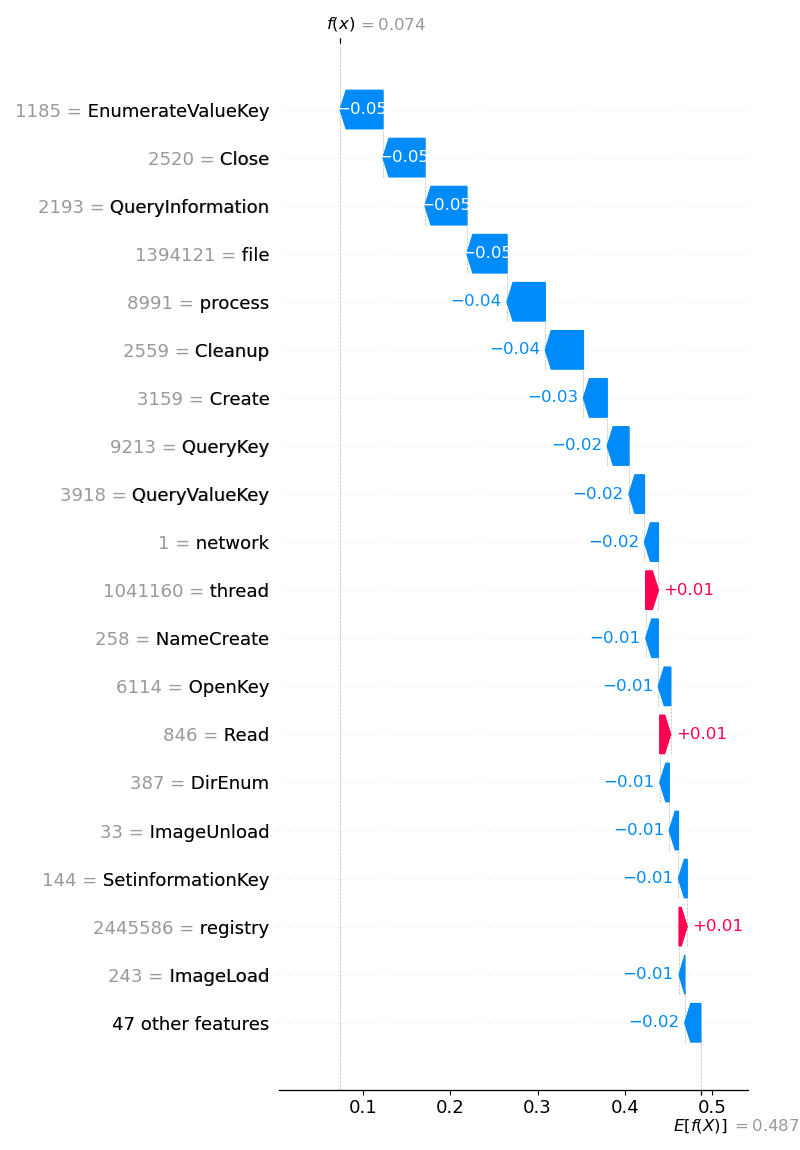 f(x) = 0.074
1185 = EnumerateValueKey −0.05
2520 = Close −0.05
2193 = QueryInformation −0.05
1394121 = file −0.05
8991 = process −0.04
2559 = Cleanup −0.04
3159 = Create −0.03
9213 = QueryKey −0.02
3918 = QueryValueKey −0.02
1 = network −0.02
1041160 = thread +0.01
258 = NameCreate −0.01
6114 = OpenKey −0.01
846 = Read +0.01
387 = DirEnum −0.01
33 = ImageUnload −0.01
144 = SetinformationKey −0.01
2445586 = registry +0.01
243 = ImageLoad −0.01
47 other features −0.02
0.1 0.2 0.3 0.4 0.5
E[f(X)] = 0.487